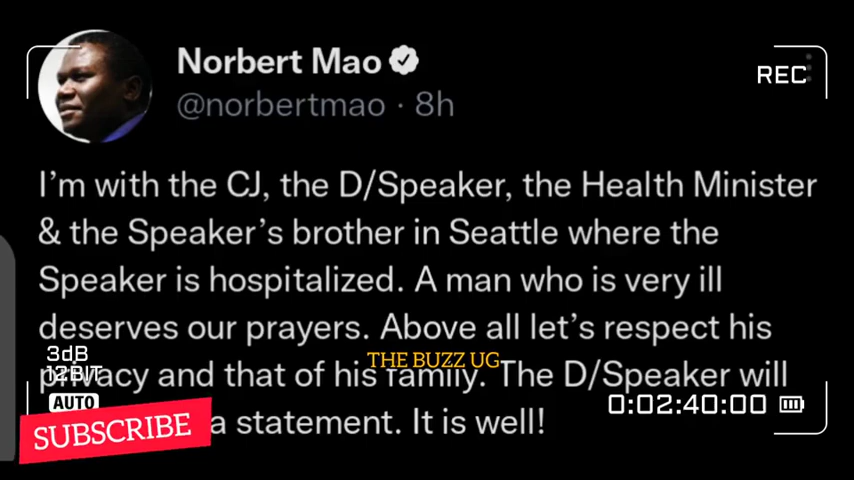 Norbert Mao
REC
@norbertmao · 8h
I'm with the CJ, the D/Speaker, the Health Minister
& the Speaker's brother in Seattle where the
Speaker is hospitalized. A man who is very ill
deserves our prayers. Above all let's respect his
3dB
THE BUZZ UG
12BIT
privacy and that of his family. The D/Speaker will
AUTO
0:02:40:00
SUBSCRIBE
a statement. It is well!